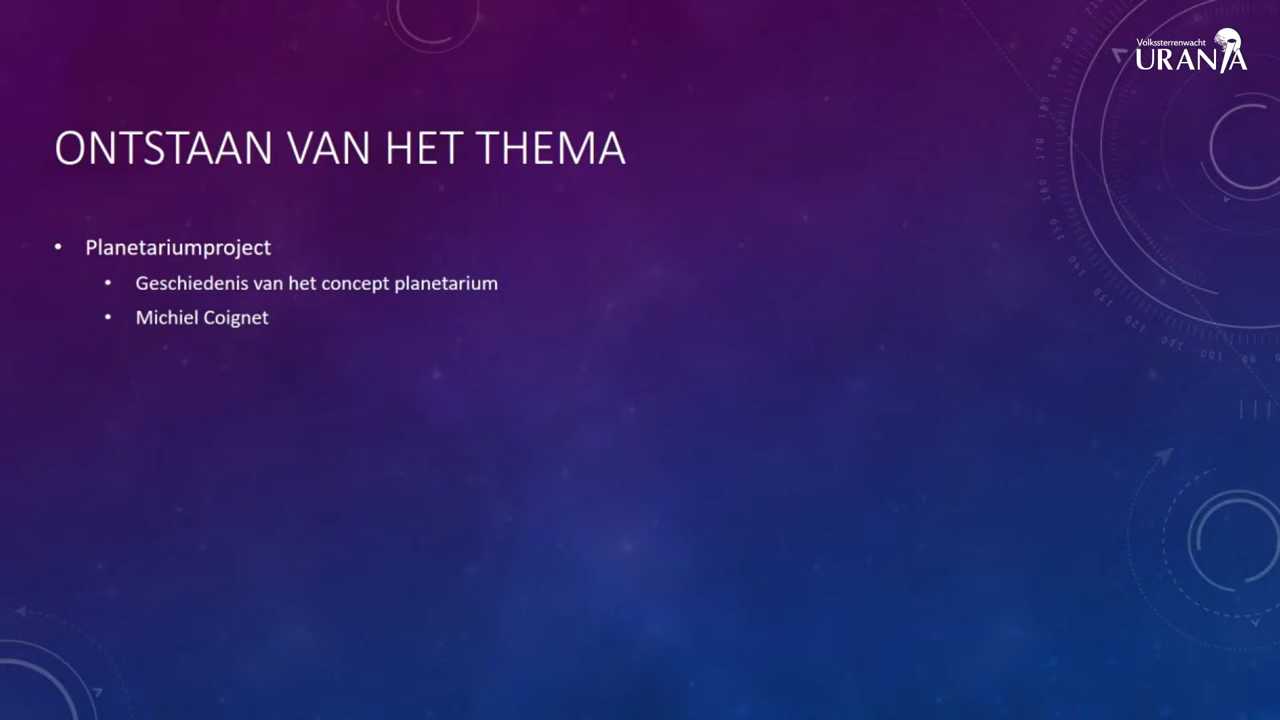 Volkssterrenwacht
URANIA
ONTSTAAN VAN HET THEMA
• Planetariumproject
• Geschiedenis van het concept planetarium
• Michiel Coignet